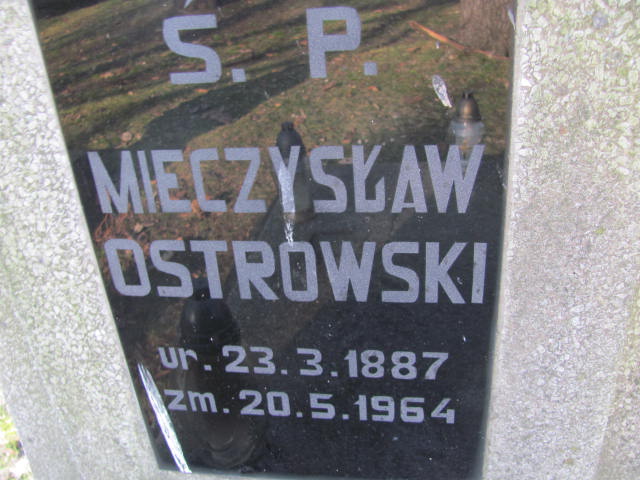 Ś. P.
MIECZYSŁAW
OSTROWSKI
ur. 23.3.1887
zm. 20.5.1964